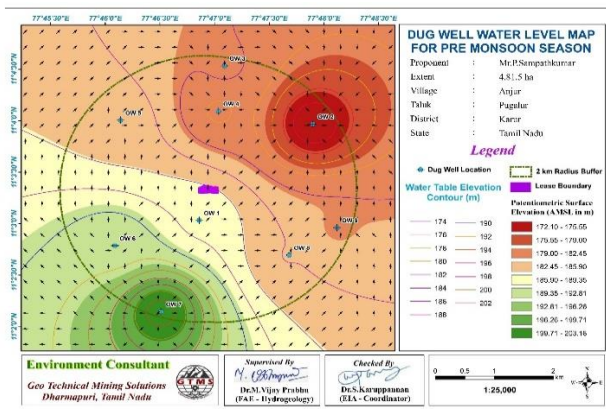 77°45'30"E 77°46'0"E 77°46'30"E 77°47'0"E 77°47'30"E 77°48'0"E 77°48'30"E
DUG WELL WATER LEVEL MAP
FOR PRE MONSOON SEASON
Proponent : Mr.P.Sampathkumar
Extent : 4.81.5 ha
Village : Anjur
Taluk : Pugulur
District : Karur
State : Tamil Nadu
Legend
Dug Well Location
2 km Radius Buffer
Lease Boundary
Water Table Elevation
Contour (m)
174 190
176 192
178 194
180 196
182 198
184 200
186 202
188
Potentiometric Surface
Elevation (AMSL in m)
172.10 - 175.55
175.55 - 179.00
179.00 - 182.45
182.45 - 185.90
185.90 - 189.35
189.35 - 192.81
192.81 - 196.26
196.26 - 199.71
199.71 - 203.16
OW 3
OW 4
OW 5
OW 2
OW 1
OW 6
Environment Consultant
Geo Technical Mining Solutions
Dharmapuri, Tamil Nadu
GTMS
Supervised By
Dr.M.Vijay Prabhu
(FAE - Hydrogeology)
Checked By
Dr.S.Karuppannan
(EIA - Coordinator)
0 0.5 1 2
1:25,000